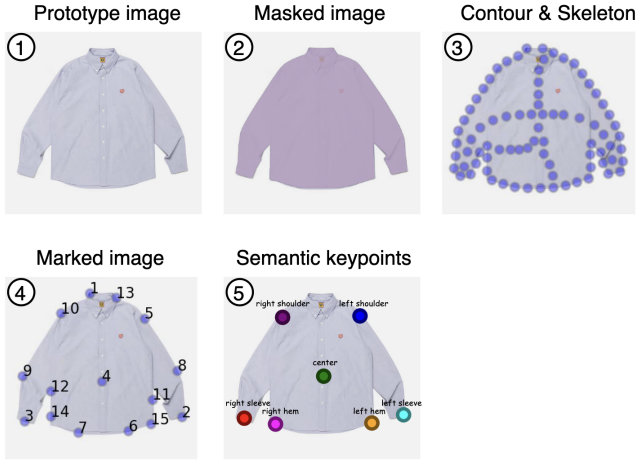 Prototype image
Masked image
Contour & Skeleton
1
2
3
Marked image
Semantic keypoints
4
5
1
13
10
5
9
8
12
4
11
3
14
7
6
15
2
right shoulder
left shoulder
center
right sleeve
right hem
left hem
left sleeve